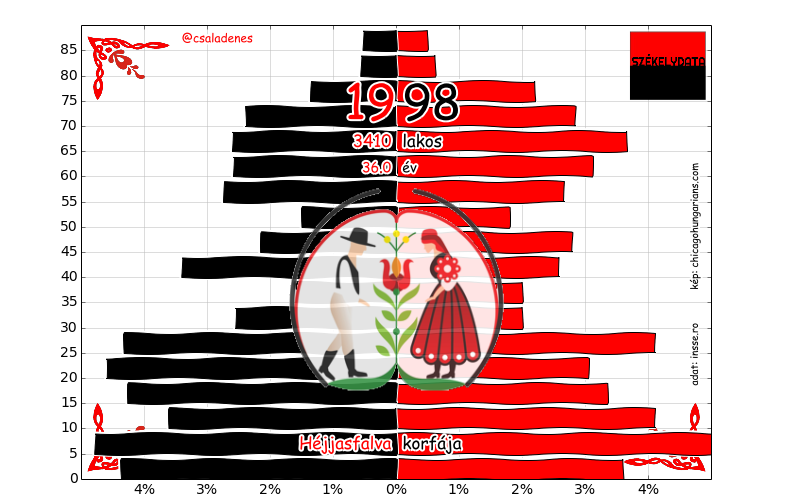 @csaladenes
SZÉKELYDATA
1998
3410 lakos
36.0 év
kép: chicagohungarians.com
adat: insse.ro
Héjjasfalva korfája
85
80
75
70
65
60
55
50
45
40
35
30
25
20
15
10
5
0
4% 3% 2% 1% 0% 1% 2% 3% 4%